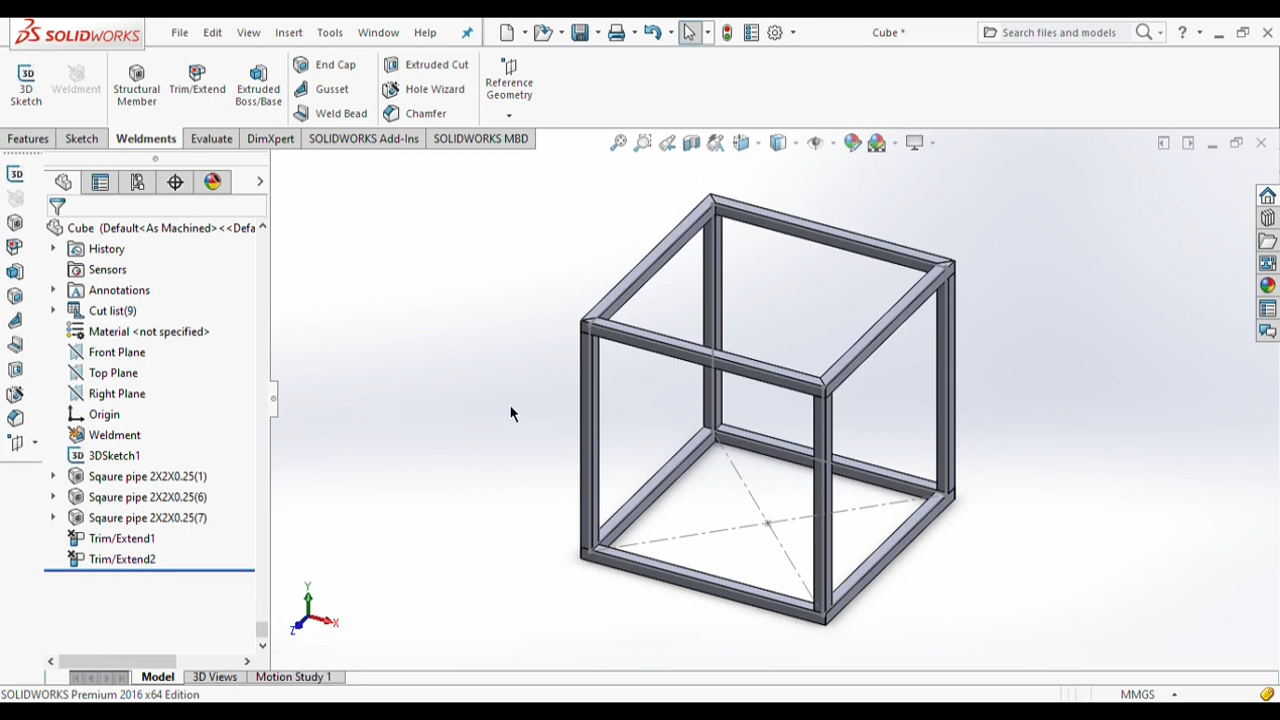 SOLIDWORKS
File Edit View Insert Tools Window Help
Cube *
Search files and models
3D Sketch
Weldment
Structural Member
Trim/Extend
Extruded Boss/Base
End Cap
Gusset
Weld Bead
Extruded Cut
Hole Wizard
Chamfer
Reference Geometry
Features Sketch Weldments Evaluate DimXpert SOLIDWORKS Add-Ins SOLIDWORKS MBD
Cube (Default<As Machined><<Defa
History
Sensors
Annotations
Cut list(9)
Material <not specified>
Front Plane
Top Plane
Right Plane
Origin
Weldment
3D 3DSketch1
Sqaure pipe 2X2X0.25(1)
Sqaure pipe 2X2X0.25(6)
Sqaure pipe 2X2X0.25(7)
Trim/Extend1
Trim/Extend2
Y
X
Z
Model 3D Views Motion Study 1
SOLIDWORKS Premium 2016 x64 Edition
MMGS